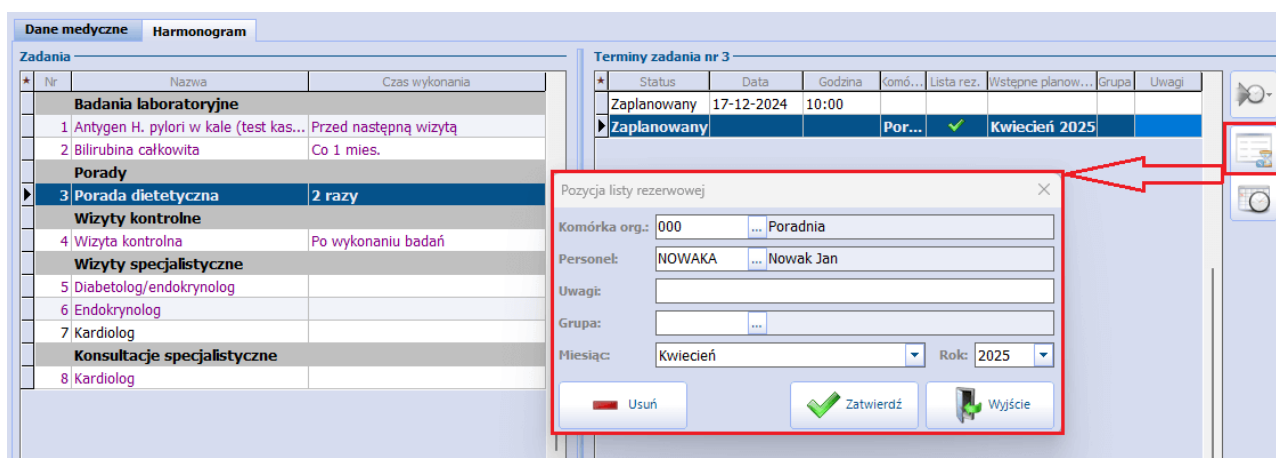 Dane medyczne Harmonogram
Zadania
* Nr Nazwa Czas wykonania
Badania laboratoryjne
1 Antygen H. pylori w kale (test kas... Przed następną wizytą
2 Bilirubina całkowita Co 1 mies.
Porady
3 Porada dietetyczna 2 razy
Wizyty kontrolne
4 Wizyta kontrolna Po wykonaniu badań
Wizyty specjalistyczne
5 Diabetolog/endokrynolog
6 Endokrynolog
7 Kardiolog
Konsultacje specjalistyczne
8 Kardiolog
Terminy zadania nr 3
* Status Data Godzina Komó... Lista rez. Wstępne planow... Grupa Uwagi
Zaplanowany 17-12-2024 10:00
Zaplanowany Por... Kwiecień 2025
Pozycja listy rezerwowej
Komórka org.: 000 ... Poradnia
Personel: NOWAKA ... Nowak Jan
Uwagi:
Grupa: ...
Miesiąc: Kwiecień Rok: 2025
Usuń Zatwierdź Wyjście